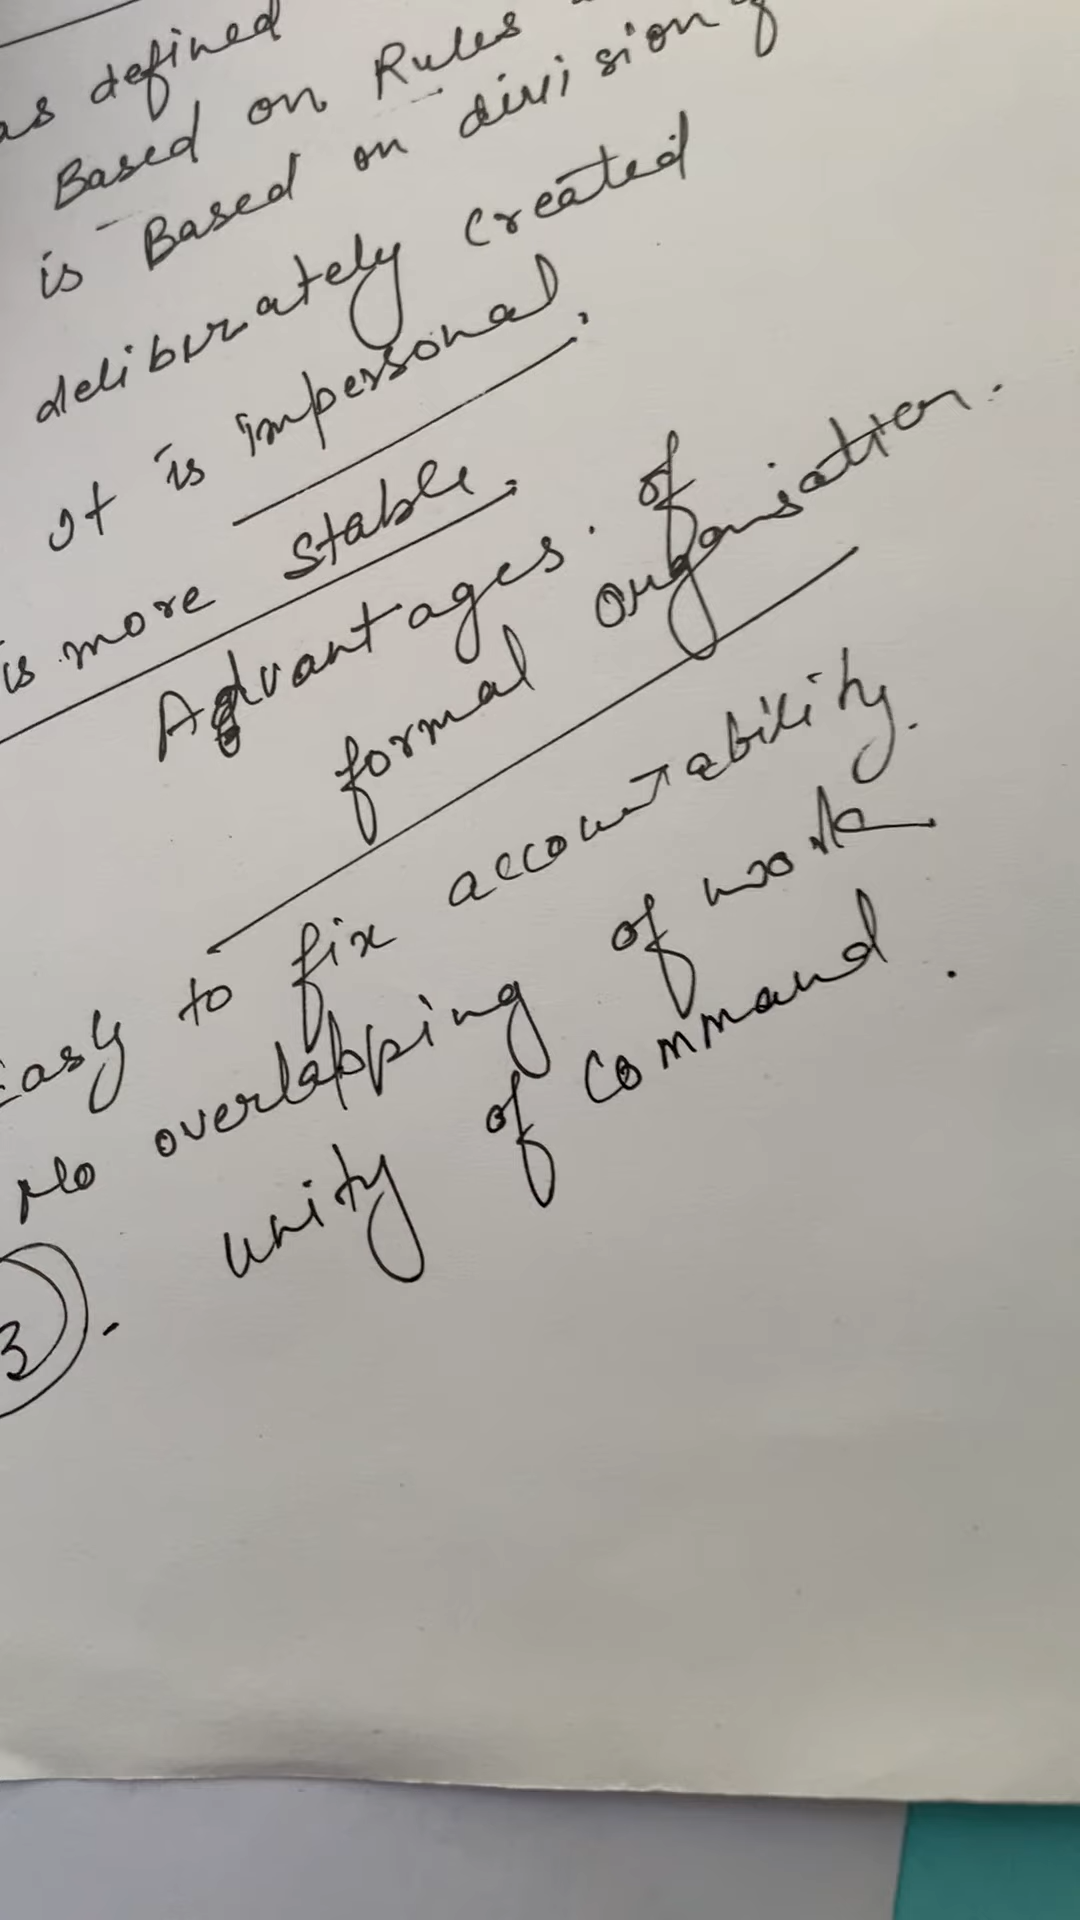 as defined
Based on Rules
is Based on division of
deliburately created
It is impersonal.
is more stable.
Advantages of
formal organisation.
Easy to fix accountability.
No overlapping of work
3). unity of command.